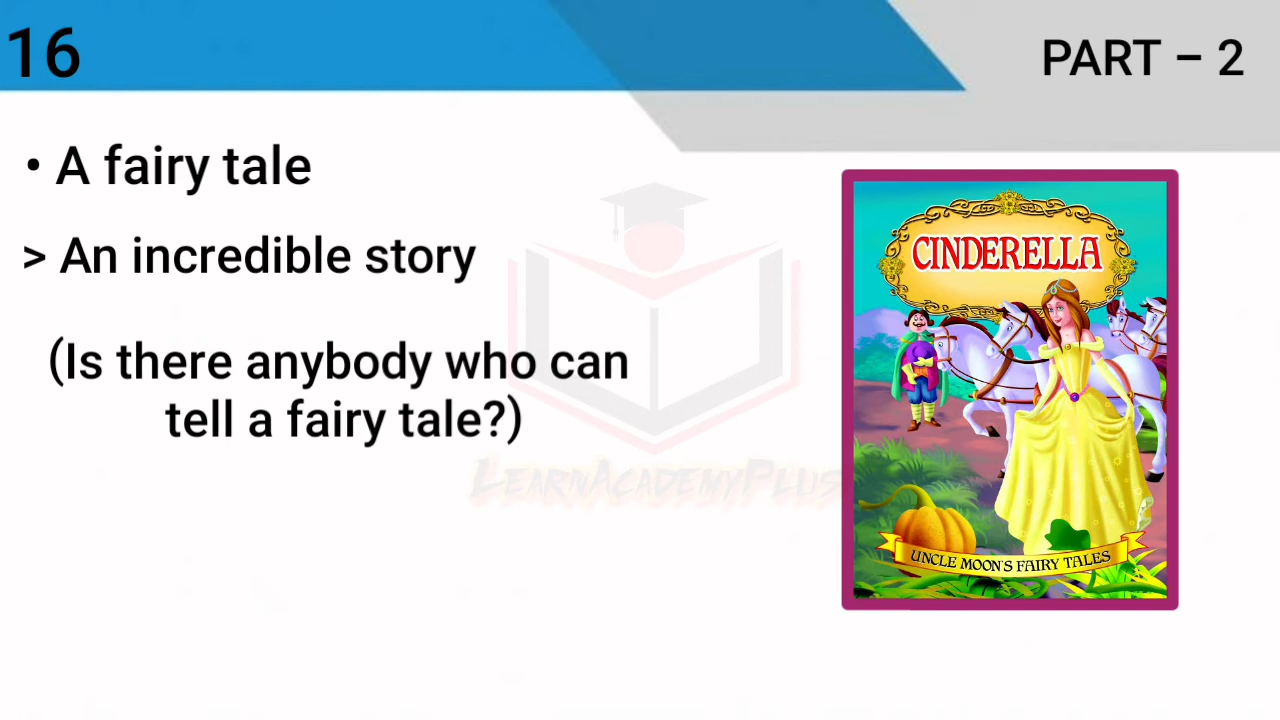 16
PART – 2
• A fairy tale
> An incredible story
(Is there anybody who can
tell a fairy tale?)
LEARNACADEMYPLUS
CINDERELLA
UNCLE MOON'S FAIRY TALES